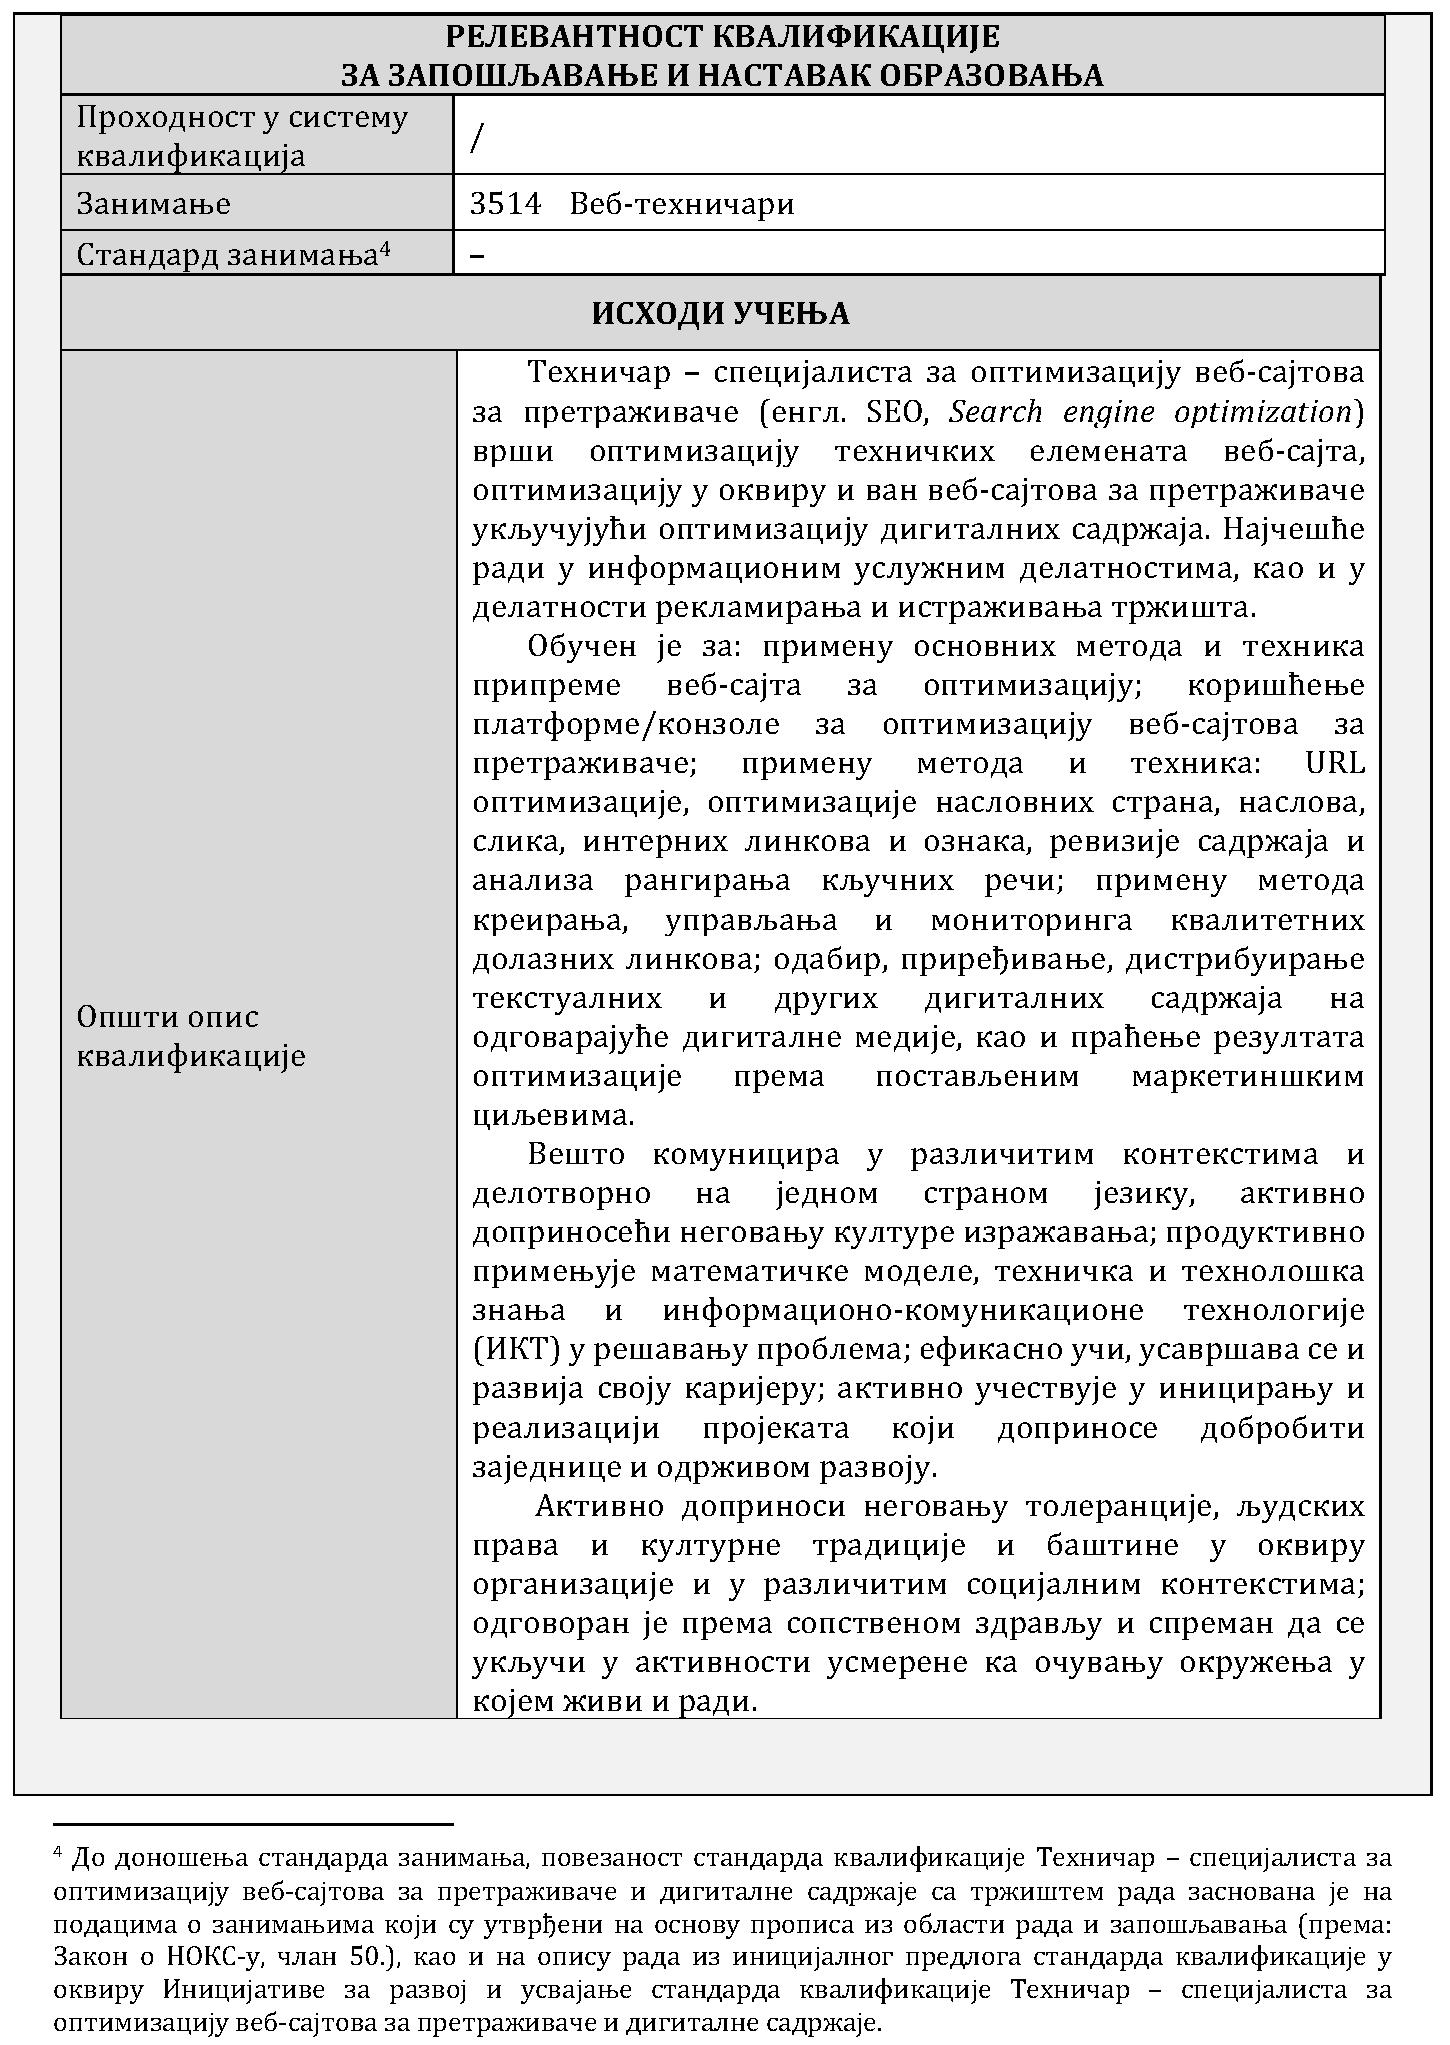 РЕЛЕВАНТНОСТ КВАЛИФИКАЦИЈЕ
ЗА ЗАПОШЉАВАЊЕ И НАСТАВАК ОБРАЗОВАЊА
Проходност у систему
квалификација
/
Занимање
3514 Веб-техничари
Стандард занимања⁴
–
ИСХОДИ УЧЕЊА
Општи опис
квалификације
Техничар – специјалиста за оптимизацију веб-сајтова
за претраживаче (енгл. SEO, Search engine optimization)
врши оптимизацију техничких елемената веб-сајта,
оптимизацију у оквиру и ван веб-сајтова за претраживаче
укључујући оптимизацију дигиталних садржаја. Најчешће
ради у информационим услужним делатностима, као и у
делатности рекламирања и истраживања тржишта.
Обучен је за: примену основних метода и техника
припреме веб-сајта за оптимизацију; коришћење
платформе/конзоле за оптимизацију веб-сајтова за
претраживаче; примену метода и техника: URL
оптимизације, оптимизације насловних страна, наслова,
слика, интерних линкова и ознака, ревизије садржаја и
анализа рангирања кључних речи; примену метода
креирања, управљања и мониторинга квалитетних
долазних линкова; одабир, приређивање, дистрибуирање
текстуалних и других дигиталних садржаја на
одговарајуће дигиталне медије, као и праћење резултата
оптимизације према постављеним маркетиншким
циљевима.
Вешто комуницира у различитим контекстима и
делотворно на једном страном језику, активно
доприносећи неговању културе изражавања; продуктивно
примењује математичке моделе, техничка и технолошка
знања и информационо-комуникационе технологије
(ИКТ) у решавању проблема; ефикасно учи, усавршава се и
развија своју каријеру; активно учествује у иницирању и
реализацији пројеката који доприносе добробити
заједнице и одрживом развоју.
Активно доприноси неговању толеранције, људских
права и културне традиције и баштине у оквиру
организације и у различитим социјалним контекстима;
одговоран је према сопственом здрављу и спреман да се
укључи у активности усмерене ка очувању окружења у
којем живи и ради.
⁴ До доношења стандарда занимања, повезаност стандарда квалификације Техничар – специјалиста за
оптимизацију веб-сајтова за претраживаче и дигиталне садржаје са тржиштем рада заснована је на
подацима о занимањима који су утврђени на основу прописа из области рада и запошљавања (према:
Закон о НОКС-у, члан 50.), као и на опису рада из иницијалног предлога стандарда квалификације у
оквиру Иницијативе за развој и усвајање стандарда квалификације Техничар – специјалиста за
оптимизацију веб-сајтова за претраживаче и дигиталне садржаје.